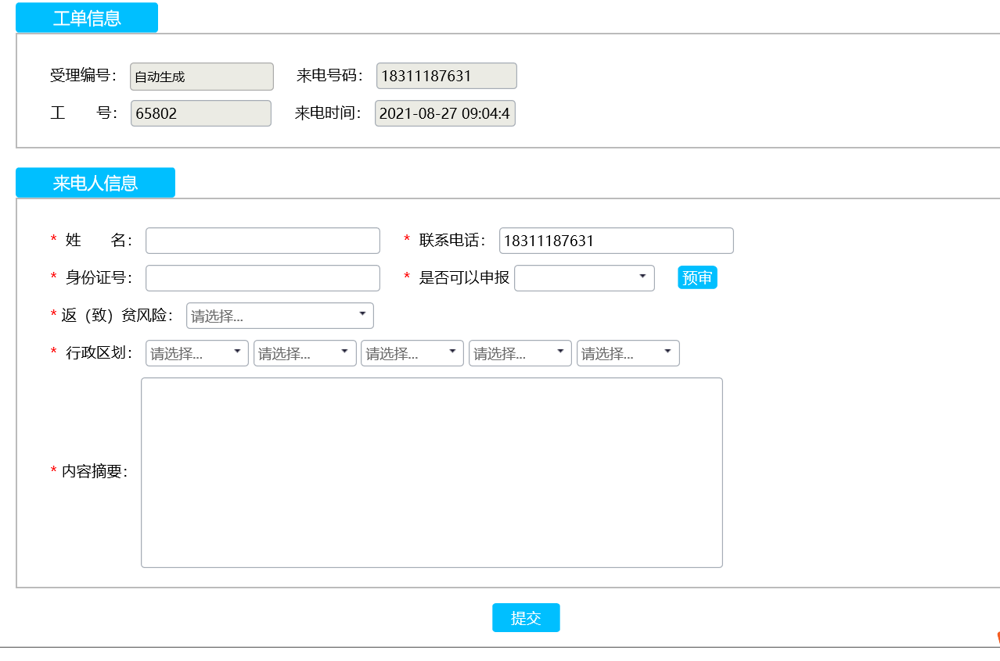 工单信息
受理编号： 自动生成 来电号码： 18311187631
工 号： 65802 来电时间： 2021-08-27 09:04:4
来电人信息
* 姓 名： * 联系电话： 18311187631
* 身份证号： * 是否可以申报 预审
* 返（致）贫风险： 请选择...
* 行政区划： 请选择... 请选择... 请选择... 请选择... 请选择...
* 内容摘要：
提交